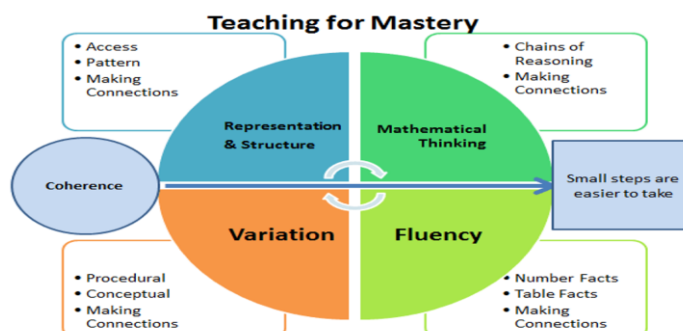 Teaching for Mastery
• Access
• Pattern
• Making
Connections
• Chains of
Reasoning
• Making
Connections
Representation
& Structure
Mathematical
Thinking
Coherence
Small steps are
easier to take
Variation
Fluency
• Procedural
• Conceptual
• Making
Connections
• Number Facts
• Table Facts
• Making
Connections